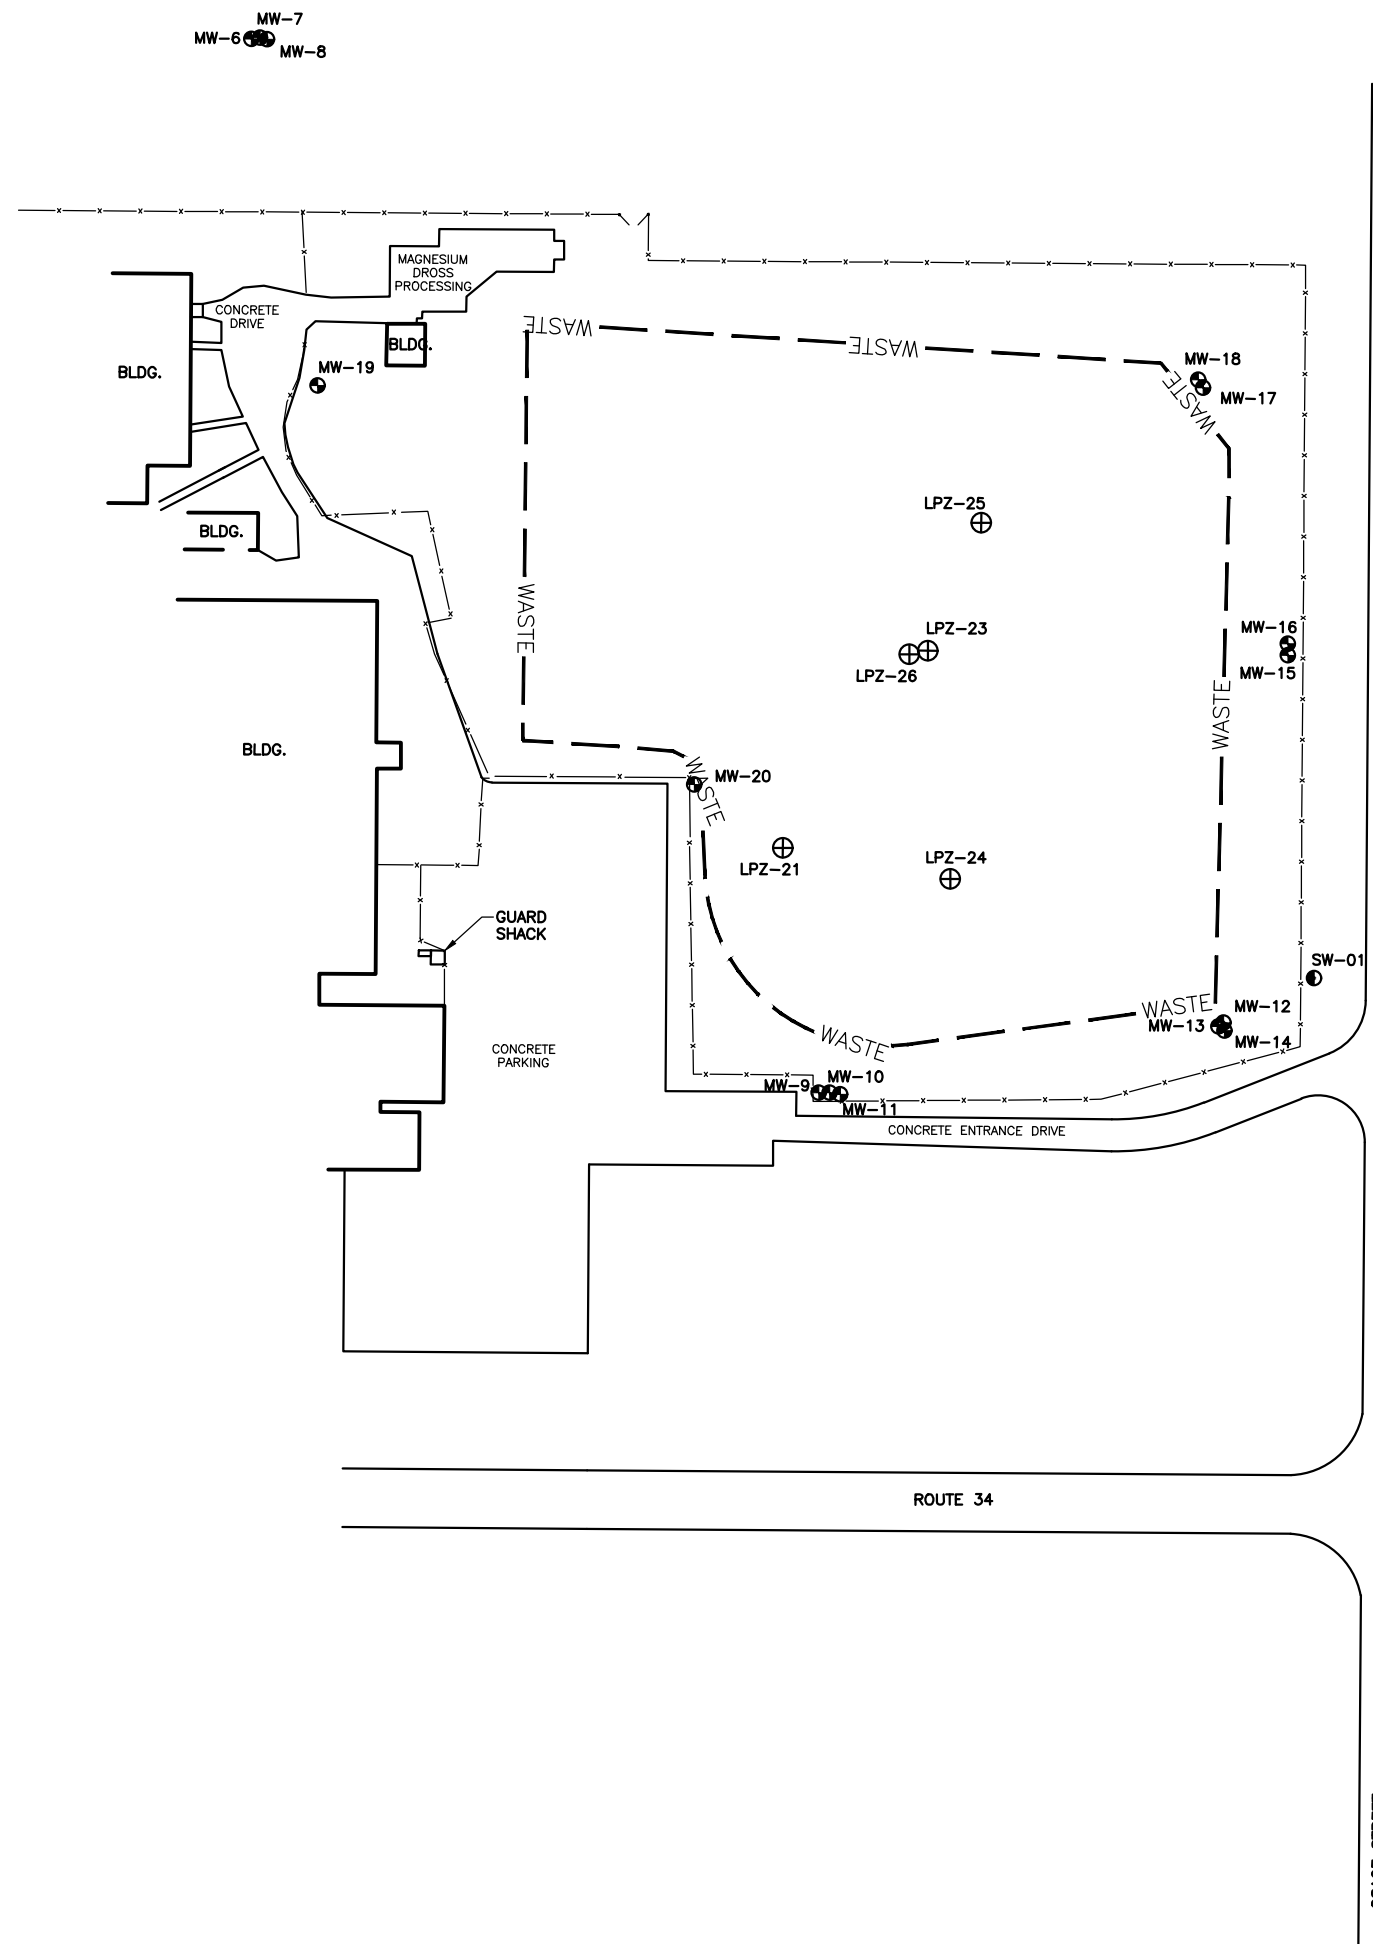 MW-7
MW-6
MW-8
MAGNESIUM
DROSS
PROCESSING
CONCRETE
DRIVE
WASTE
BLDG.
WASTE
MW-18
BLDG.
MW-19
MW-17
WASTE
LPZ-25
BLDG.
WASTE
LPZ-23
MW-16
LPZ-26
MW-15
WASTE
BLDG.
MW-20
WASTE
LPZ-24
LPZ-21
GUARD
SHACK
SW-01
WASTE
MW-12
MW-13
MW-14
WASTE
CONCRETE
PARKING
MW-10
MW-9
MW-11
CONCRETE ENTRANCE DRIVE
ROUTE 34